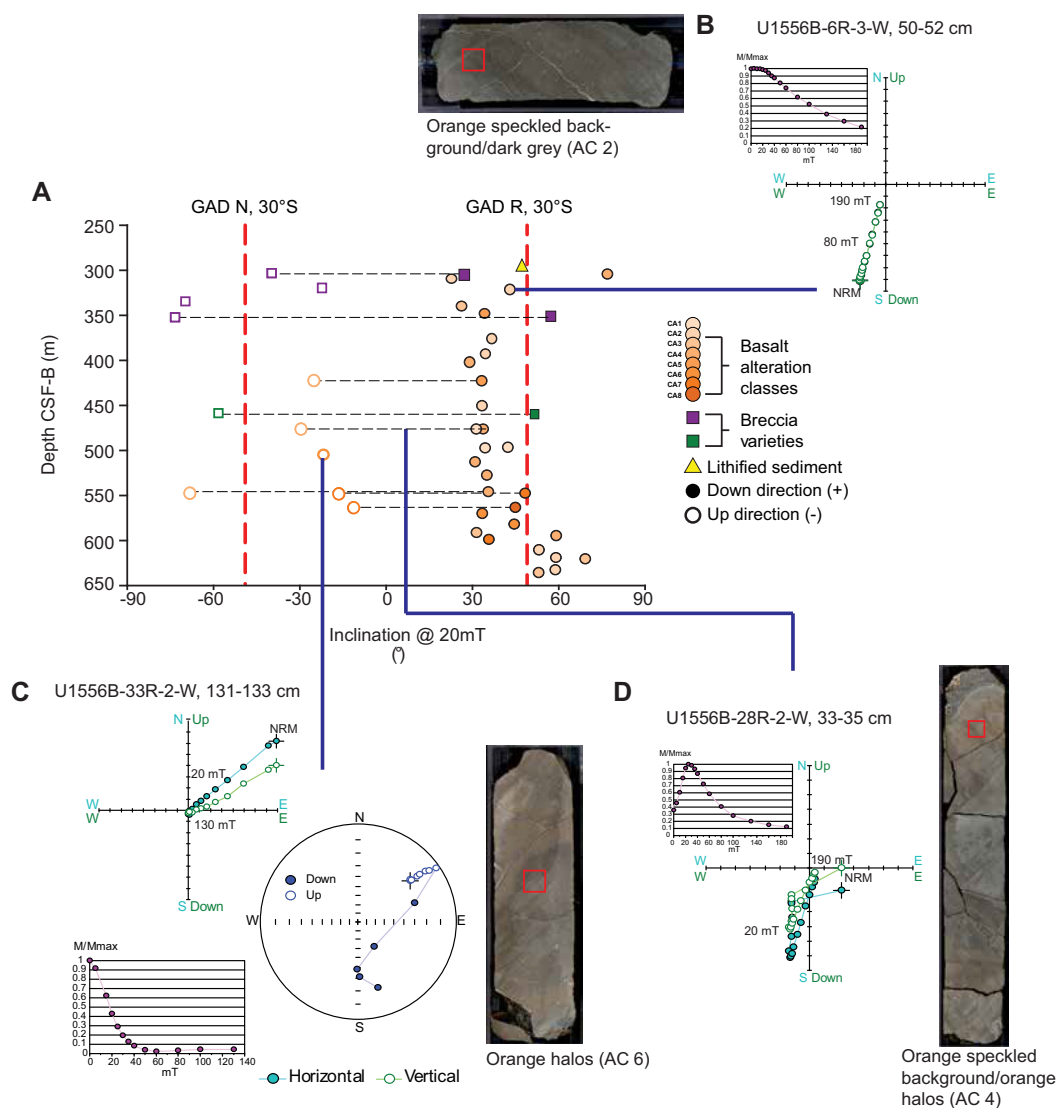 B
U1556B-6R-3-W, 50-52 cm
M/Mmax
1
0.9
0.8
0.7
0.6
0.5
0.4
0.3
0.2
0.1
0 20 40 60 80 100 120 160
mT
N Up
W E
W E
190 mT
80 mT
NRM
S Down
Orange speckled back-
ground/dark grey (AC 2)
A
GAD N, 30°S
GAD R, 30°S
Depth CSF-B (m)
250
300
350
400
450
500
550
600
650
-90 -60 -30 0 30 60 90
Inclination @ 20mT
(°)
CA1
CA2
CA3
CA4
CA5
CA6
CA7
CA8
Basalt
alteration
classes
Breccia
varieties
Lithified sediment
Down direction (+)
Up direction (-)
C
U1556B-33R-2-W, 131-133 cm
N Up
NRM
20 mT
W E
W E
130 mT
S Down
N
Down
Up
W E
S
M/Mmax
1
0.9
0.8
0.7
0.6
0.5
0.4
0.3
0.2
0.1
0 20 40 60 80 100 120 140
mT
Horizontal Vertical
Orange halos (AC 6)
D
U1556B-28R-2-W, 33-35 cm
M/Mmax
1
0.9
0.8
0.7
0.6
0.5
0.4
0.3
0.2
0.1
0 20 40 60 80 100 120 160 200
mT
N Up
W E
W E
190 mT
NRM
20 mT
S Down
Orange speckled
background/orange
halos (AC 4)